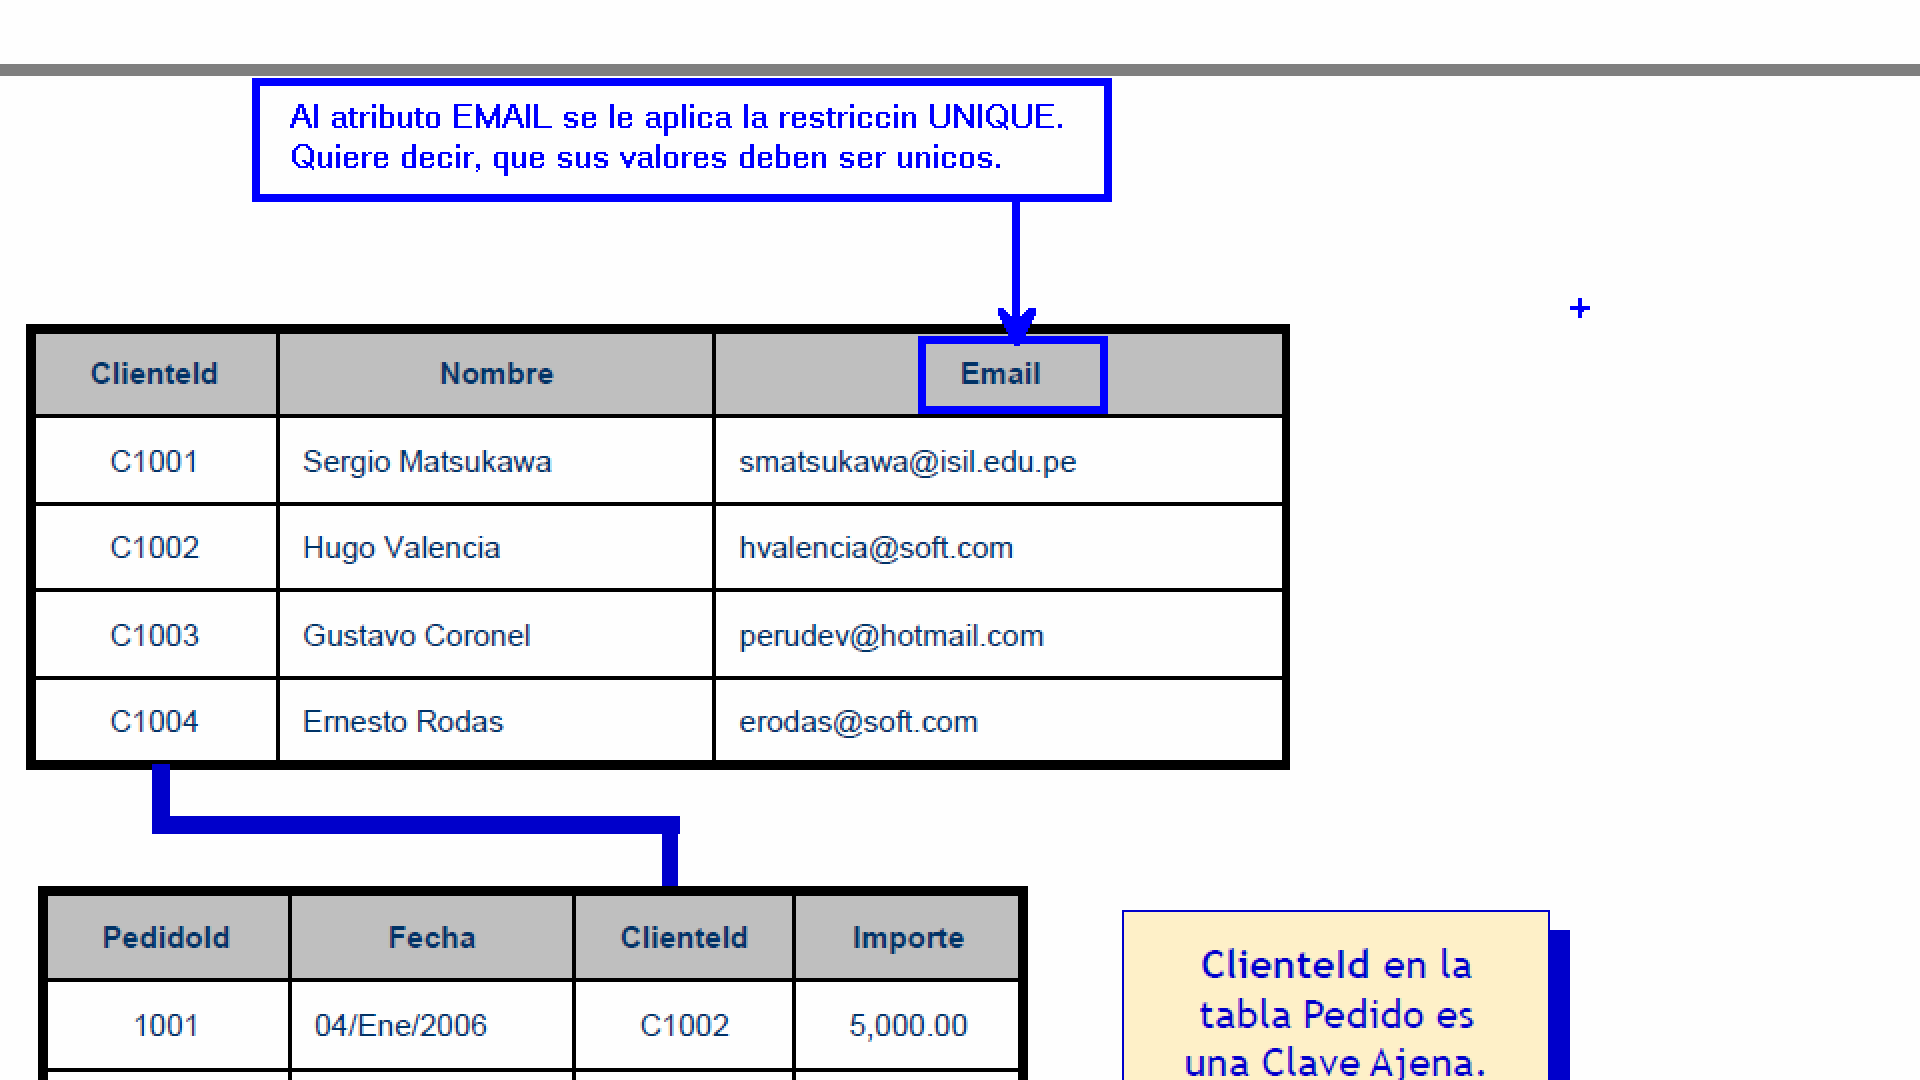 Al atributo EMAIL se le aplica la restriccin UNIQUE.
Quiere decir, que sus valores deben ser unicos.
ClienteId Nombre Email
C1001 Sergio Matsukawa smatsukawa@isil.edu.pe
C1002 Hugo Valencia hvalencia@soft.com
C1003 Gustavo Coronel perudev@hotmail.com
C1004 Ernesto Rodas erodas@soft.com
PedidoId Fecha ClienteId Importe
1001 04/Ene/2006 C1002 5,000.00
ClienteId en la
tabla Pedido es
una Clave Ajena.